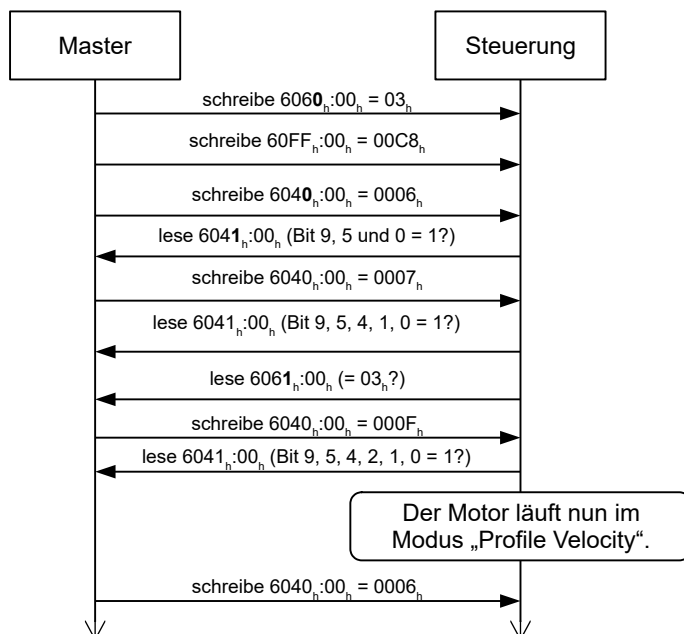 Master
Steuerung
schreibe 6060h:00h = 03h
schreibe 60FFh:00h = 00C8h
schreibe 6040h:00h = 0006h
lese 6041h:00h (Bit 9, 5 und 0 = 1?)
schreibe 6040h:00h = 0007h
lese 6041h:00h (Bit 9, 5, 4, 1, 0 = 1?)
lese 6061h:00h (= 03h?)
schreibe 6040h:00h = 000Fh
lese 6041h:00h (Bit 9, 5, 4, 2, 1, 0 = 1?)
Der Motor läuft nun im
Modus „Profile Velocity“.
schreibe 6040h:00h = 0006h